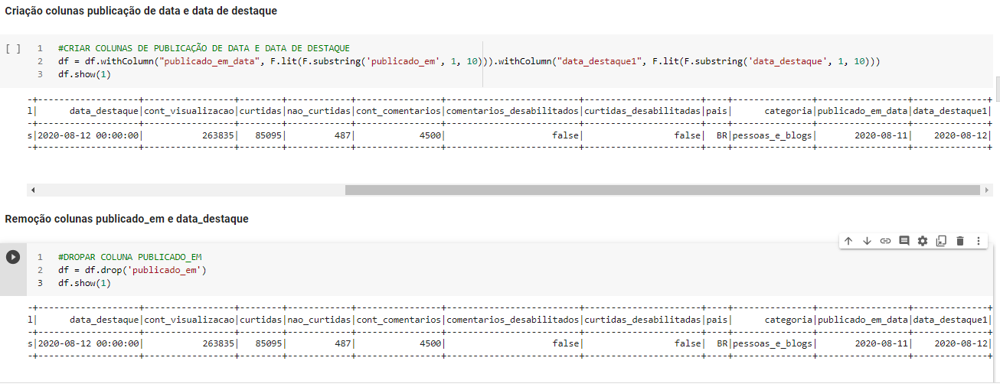 Criação colunas publicação de data e data de destaque
[ ] 1 #CRIAR COLUNAS DE PUBLICAÇÃO DE DATA E DATA DE DESTAQUE
2 df = df.withColumn("publicado_em_data", F.lit(F.substring('publicado_em', 1, 10))).withColumn("data_destaque1", F.lit(F.substring('data_destaque', 1, 10)))
3 df.show(1)
-+-------------------+----------------+--------+------------+----------------+-------------------------+----------------------+----+---------------+-----------------+--------------+
l|      data_destaque|cont_visualizacao|curtidas|nao_curtidas|cont_comentarios|comentarios_desabilitados|curtidas_desabilitadas|pais|      categoria|publicado_em_data|data_destaque1|
-+-------------------+----------------+--------+------------+----------------+-------------------------+----------------------+----+---------------+-----------------+--------------+
s|2020-08-12 00:00:00|           263835|   85095|         487|            4500|                    false|                 false|  BR|pessoas_e_blogs|       2020-08-11|    2020-08-12|
-+-------------------+----------------+--------+------------+----------------+-------------------------+----------------------+----+---------------+-----------------+--------------+
Remoção colunas publicado_em e data_destaque
1 #DROPAR COLUNA PUBLICADO_EM
2 df = df.drop('publicado_em')
3 df.show(1)
-+-------------------+----------------+--------+------------+----------------+-------------------------+----------------------+----+---------------+-----------------+--------------+
l|      data_destaque|cont_visualizacao|curtidas|nao_curtidas|cont_comentarios|comentarios_desabilitados|curtidas_desabilitadas|pais|      categoria|publicado_em_data|data_destaque1|
-+-------------------+----------------+--------+------------+----------------+-------------------------+----------------------+----+---------------+-----------------+--------------+
s|2020-08-12 00:00:00|           263835|   85095|         487|            4500|                    false|                 false|  BR|pessoas_e_blogs|       2020-08-11|    2020-08-12|
-+-------------------+----------------+--------+------------+----------------+-------------------------+----------------------+----+---------------+-----------------+--------------+